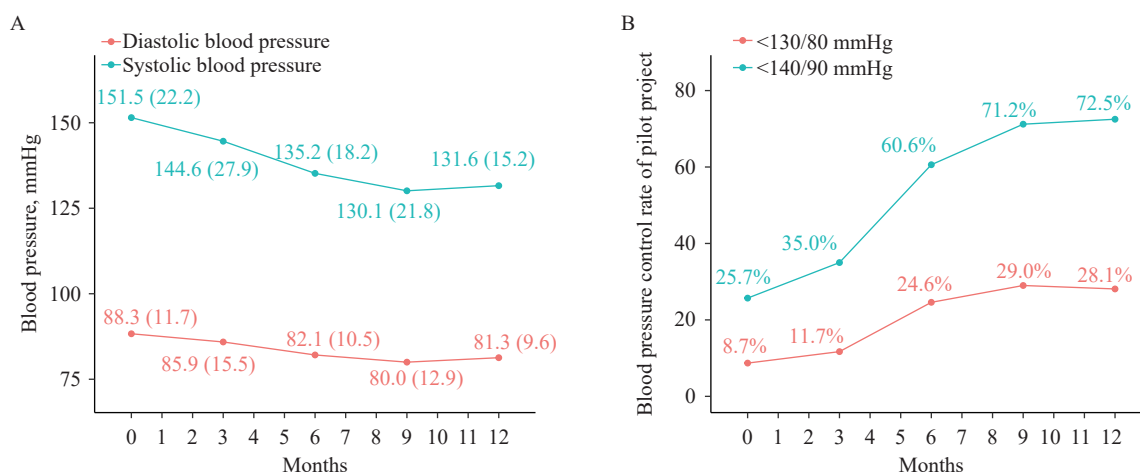 A
Diastolic blood pressure
Systolic blood pressure
Blood pressure, mmHg
150
125
100
75
151.5 (22.2)
144.6 (27.9)
135.2 (18.2)
130.1 (21.8)
131.6 (15.2)
88.3 (11.7)
85.9 (15.5)
82.1 (10.5)
80.0 (12.9)
81.3 (9.6)
0 1 2 3 4 5 6 7 8 9 10 11 12
Months
B
<130/80 mmHg
<140/90 mmHg
Blood pressure control rate of pilot project
80
60
40
20
0
25.7%
35.0%
60.6%
71.2%
72.5%
8.7%
11.7%
24.6%
29.0%
28.1%
0 1 2 3 4 5 6 7 8 9 10 11 12
Months